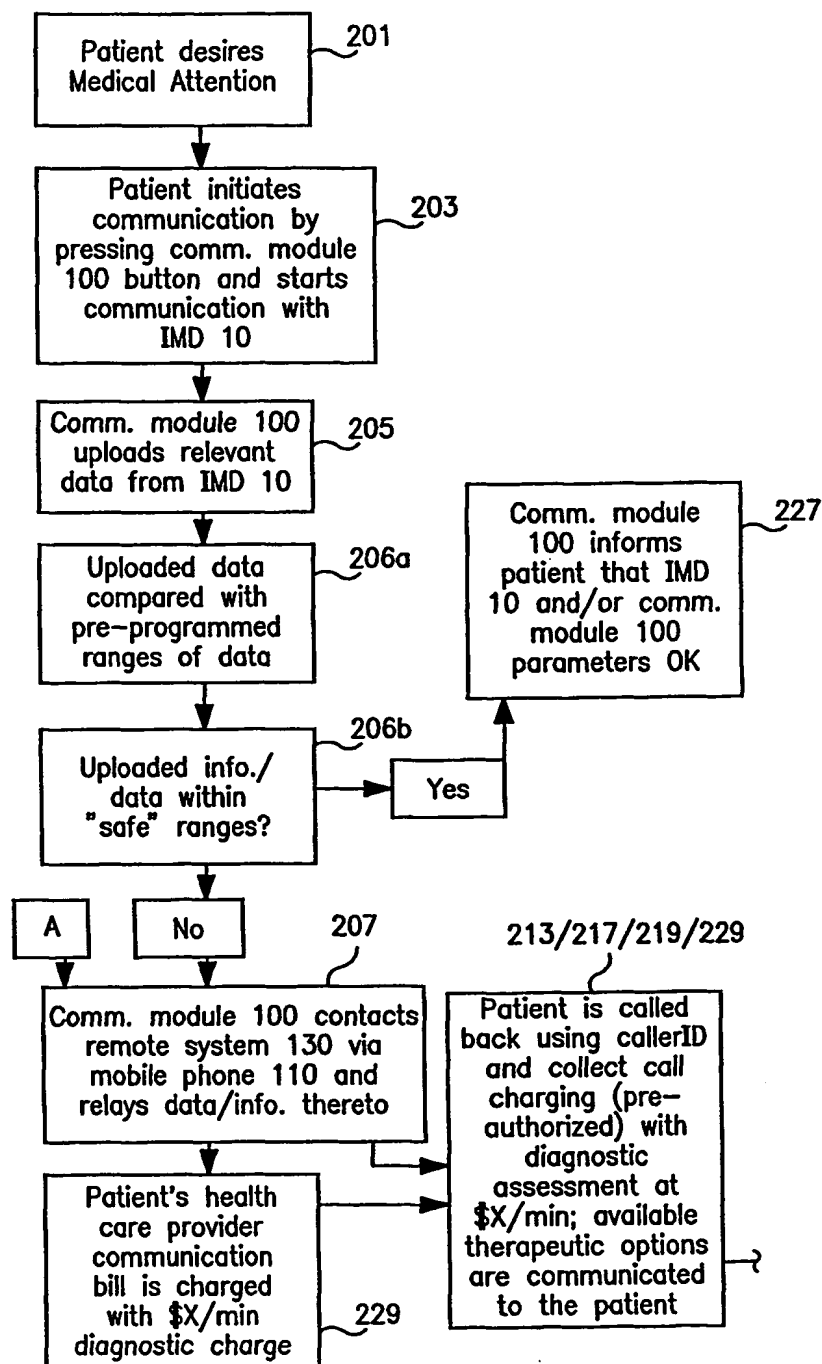 Patient desires
Medical Attention
201
Patient initiates
communication by
pressing comm. module
100 button and starts
communication with
IMD 10
203
Comm. module 100
uploads relevant
data from IMD 10
205
Uploaded data
compared with
pre-programmed
ranges of data
206a
Comm. module
100 informs
patient that IMD
10 and/or comm.
module 100
parameters OK
227
Uploaded info./
data within
"safe" ranges?
206b
Yes
A
No
207
Comm. module 100 contacts
remote system 130 via
mobile phone 110 and
relays data/info. thereto
213/217/219/229
Patient is called
back using callerID
and collect call
charging (pre-
authorized) with
diagnostic
assessment at
$X/min; available
therapeutic options
are communicated
to the patient
Patient's health
care provider
communication
bill is charged
with $X/min
diagnostic charge
229